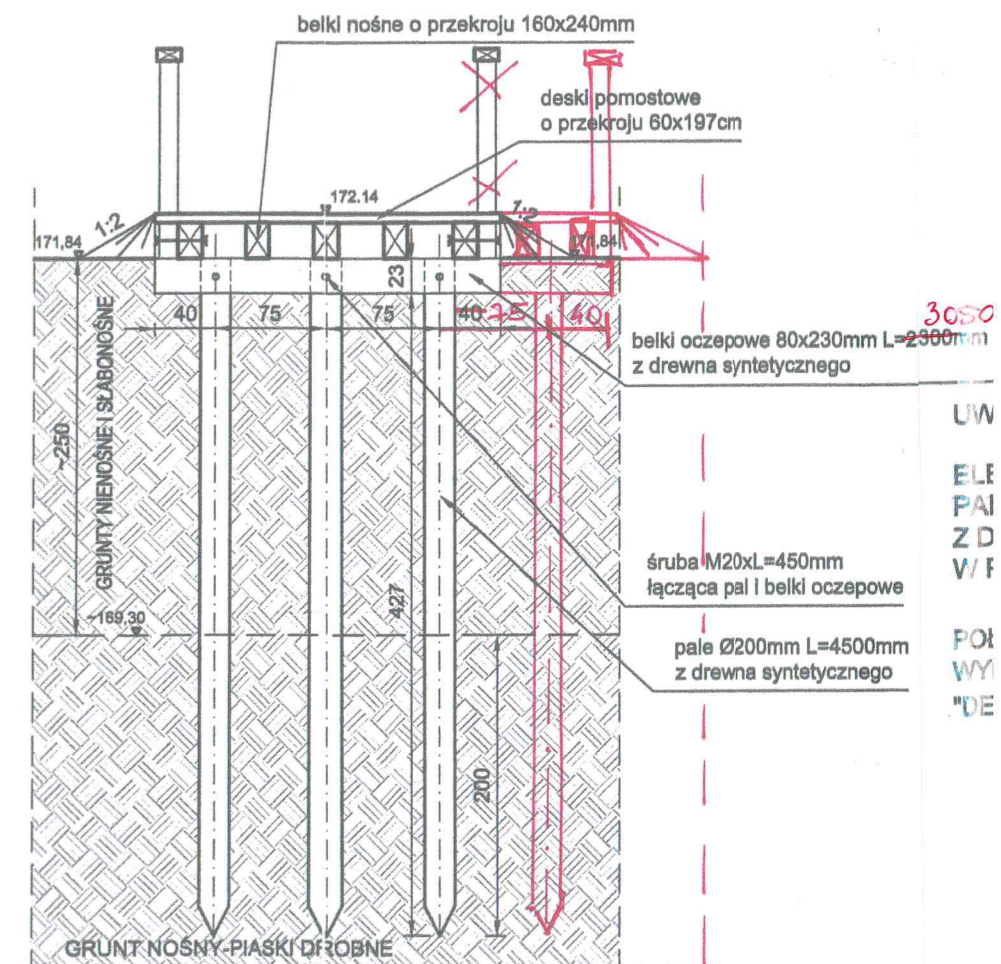 belki nośne o przekroju 160x240mm
deski pomostowe
o przekroju 60x197cm
172.14
1:2
1:2
171,84
171,84
23
40
75
75
40
75
40
3050
belki oczepowe 80x230mm L=2300mm
z drewna syntetycznego
UW
~250
GRUNTY NIENOŚNE I SŁABONOŚNE
ELE
PAL
Z D
W P
śruba M20xL=450mm
łącząca pal i belki oczepowe
427
~169,30
pale Ø200mm L=4500mm
z drewna syntetycznego
POŁ
WY
"DE
200
GRUNT NOŚNY-PIASKI DROBNE